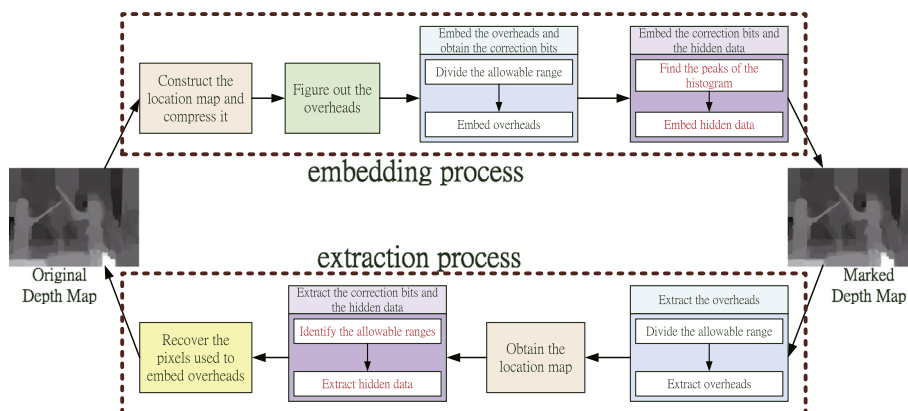 Construct the
location map and
compress it
Figure out the
overheads
Embed the overheads and
obtain the correction bits
Divide the allowable range
Embed overheads
Embed the correction bits and
the hidden data
Find the peaks of the
histogram
Embed hidden data
embedding process
Original
Depth Map
Marked
Depth Map
extraction process
Recover the
pixels used to
embed overheads
Extract the correction bits and
the hidden data
Identify the allowable ranges
Extract hidden data
Obtain the
location map
Extract the overheads
Divide the allowable range
Extract overheads